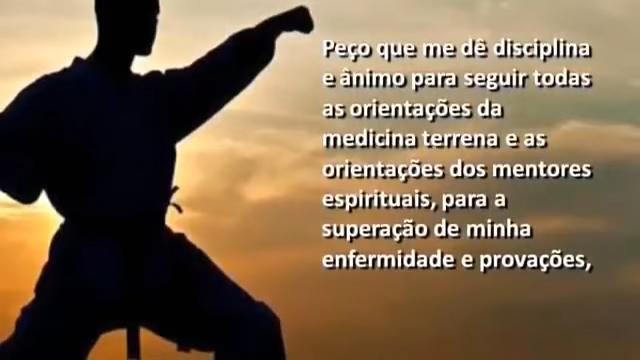 Peço que me dê disciplina
e ânimo para seguir todas
as orientações da
medicina terrena e as
orientações dos mentores
espirituais, para a
superação de minha
enfermidade e provações,